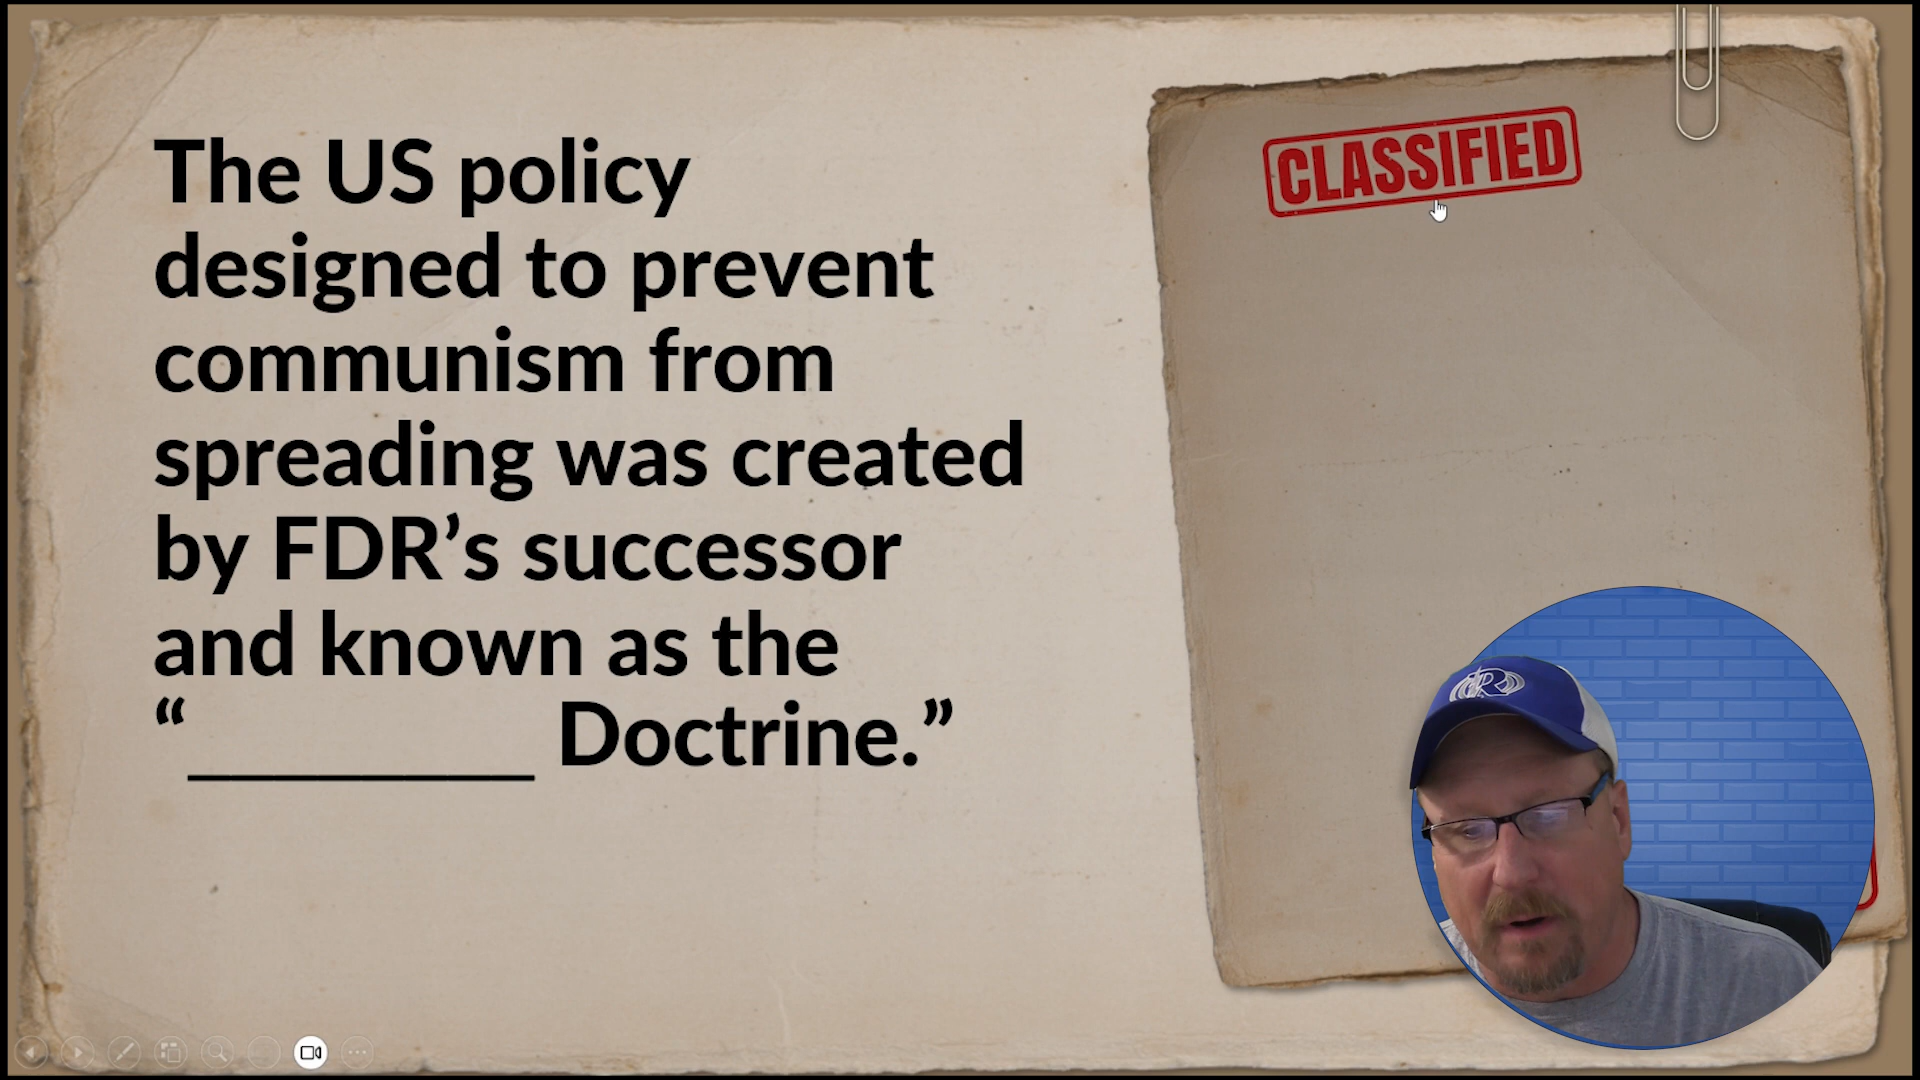 The US policy
designed to prevent
communism from
spreading was created
by FDR’s successor
and known as the
“_________ Doctrine.”
CLASSIFIED